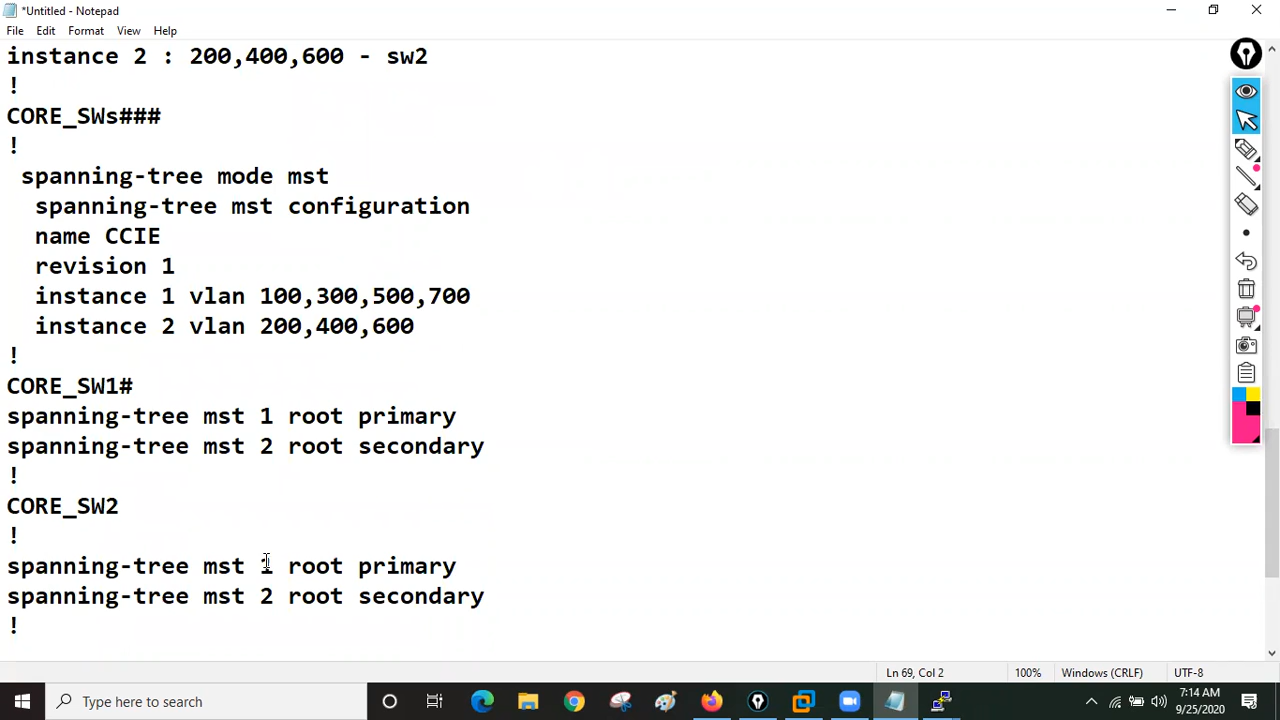 *Untitled - Notepad
File Edit Format View Help
instance 2 : 200,400,600 - sw2
!
CORE_SWs###
!
spanning-tree mode mst
spanning-tree mst configuration
name CCIE
revision 1
instance 1 vlan 100,300,500,700
instance 2 vlan 200,400,600
!
CORE_SW1#
spanning-tree mst 1 root primary
spanning-tree mst 2 root secondary
!
CORE_SW2
!
spanning-tree mst 1 root primary
spanning-tree mst 2 root secondary
!
Ln 69, Col 2 100% Windows (CRLF) UTF-8
Type here to search
7:14 AM
9/25/2020